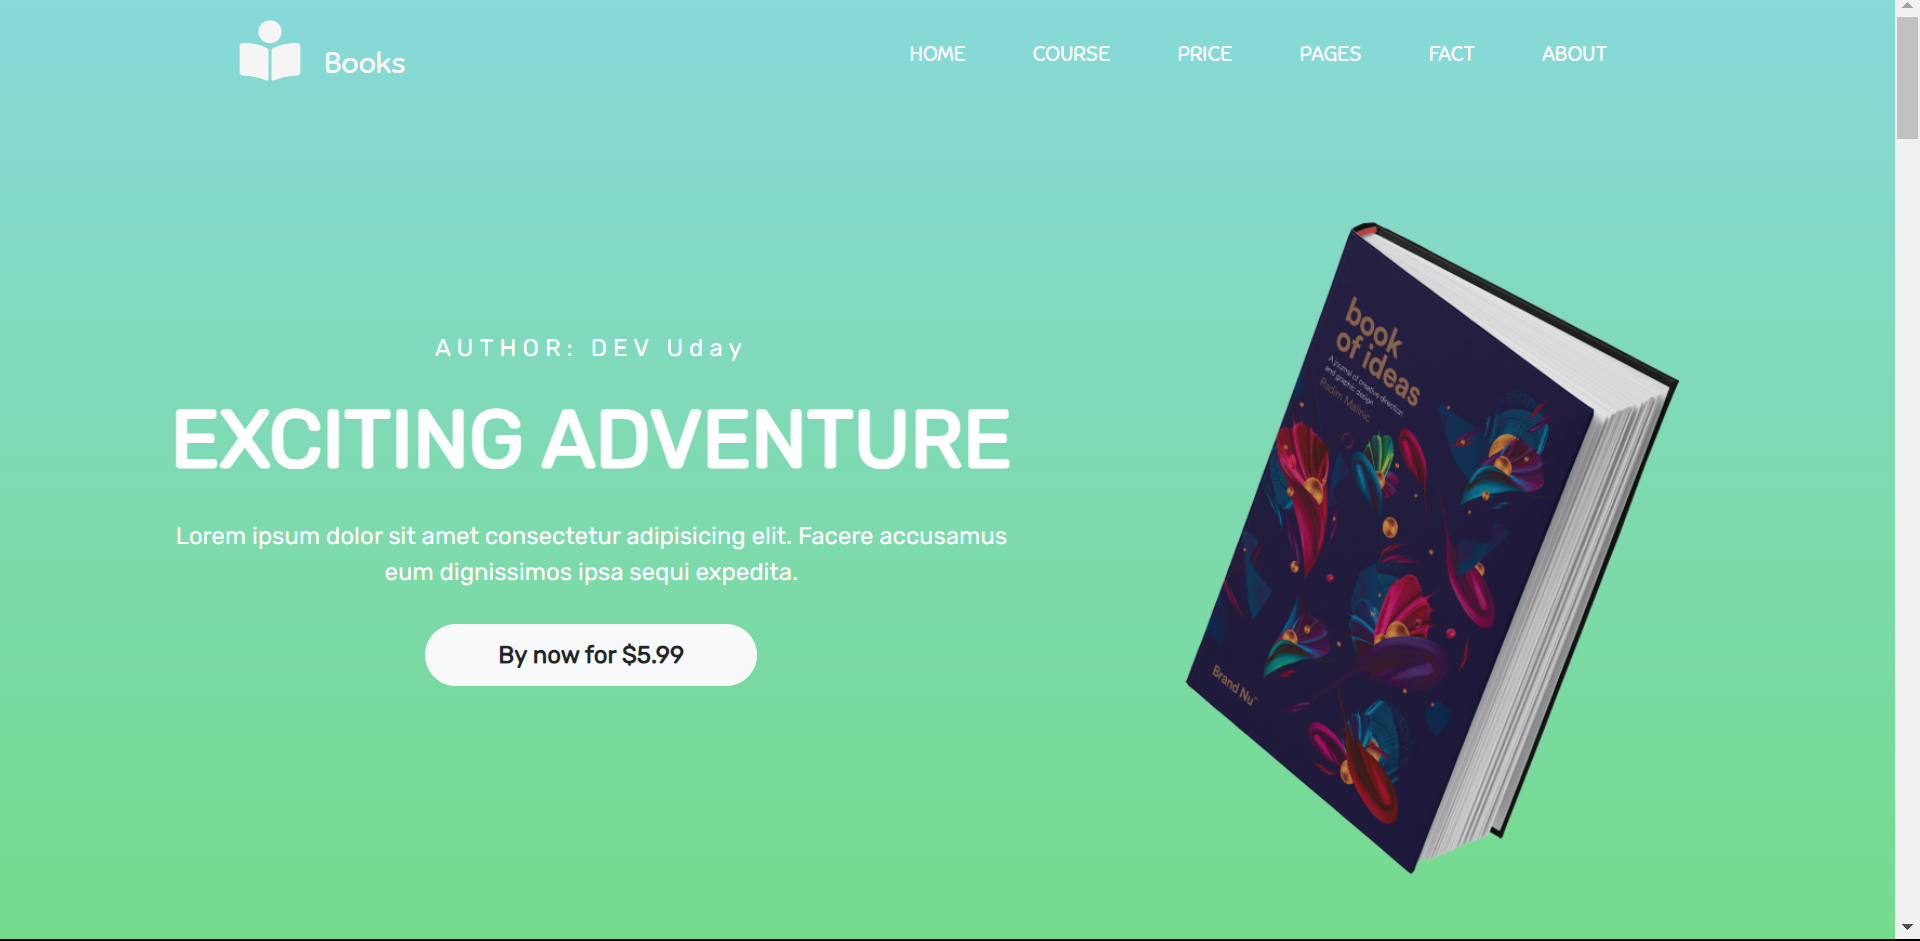 Books
HOME
COURSE
PRICE
PAGES
FACT
ABOUT
AUTHOR: DEV Uday
EXCITING ADVENTURE
Lorem ipsum dolor sit amet consectetur adipisicing elit. Facere accusamus
eum dignissimos ipsa sequi expedita.
By now for $5.99
book
of ideas
A journal of creative direction
and graphic design
Radim Malinic
Brand Nu™